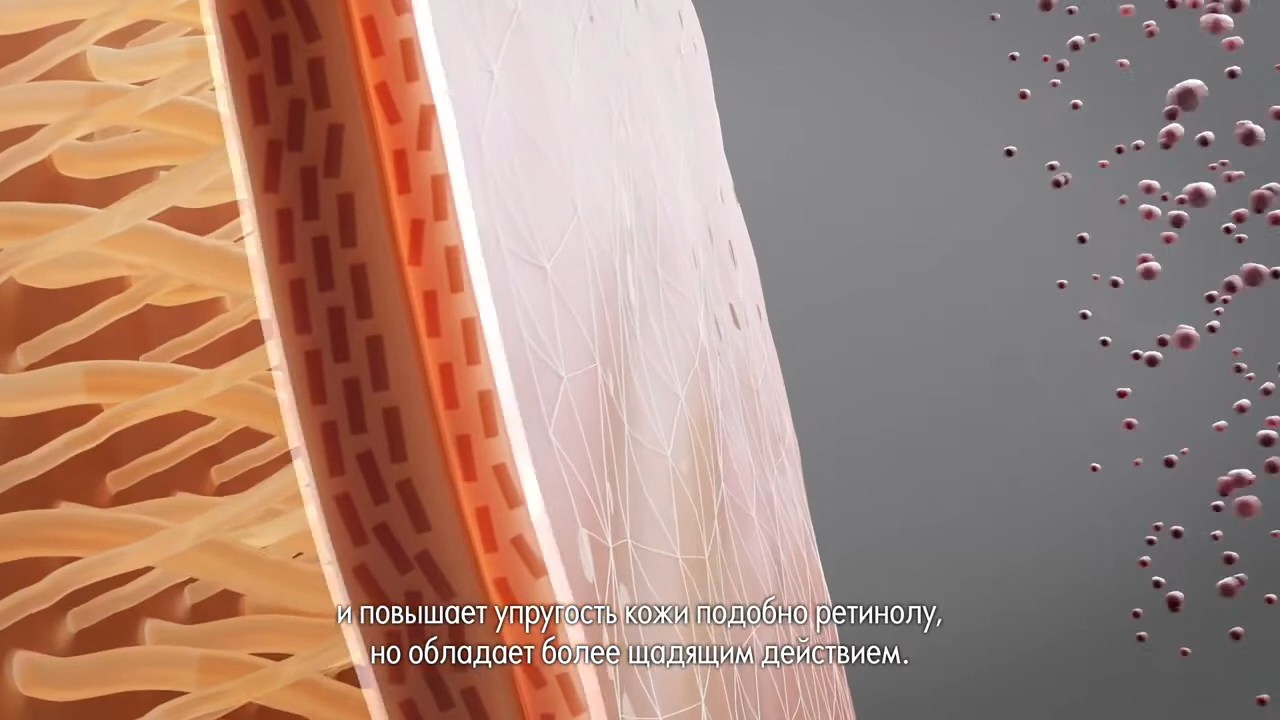 и повышает упругость кожи подобно ретинолу,
но обладает более щадящим действием.